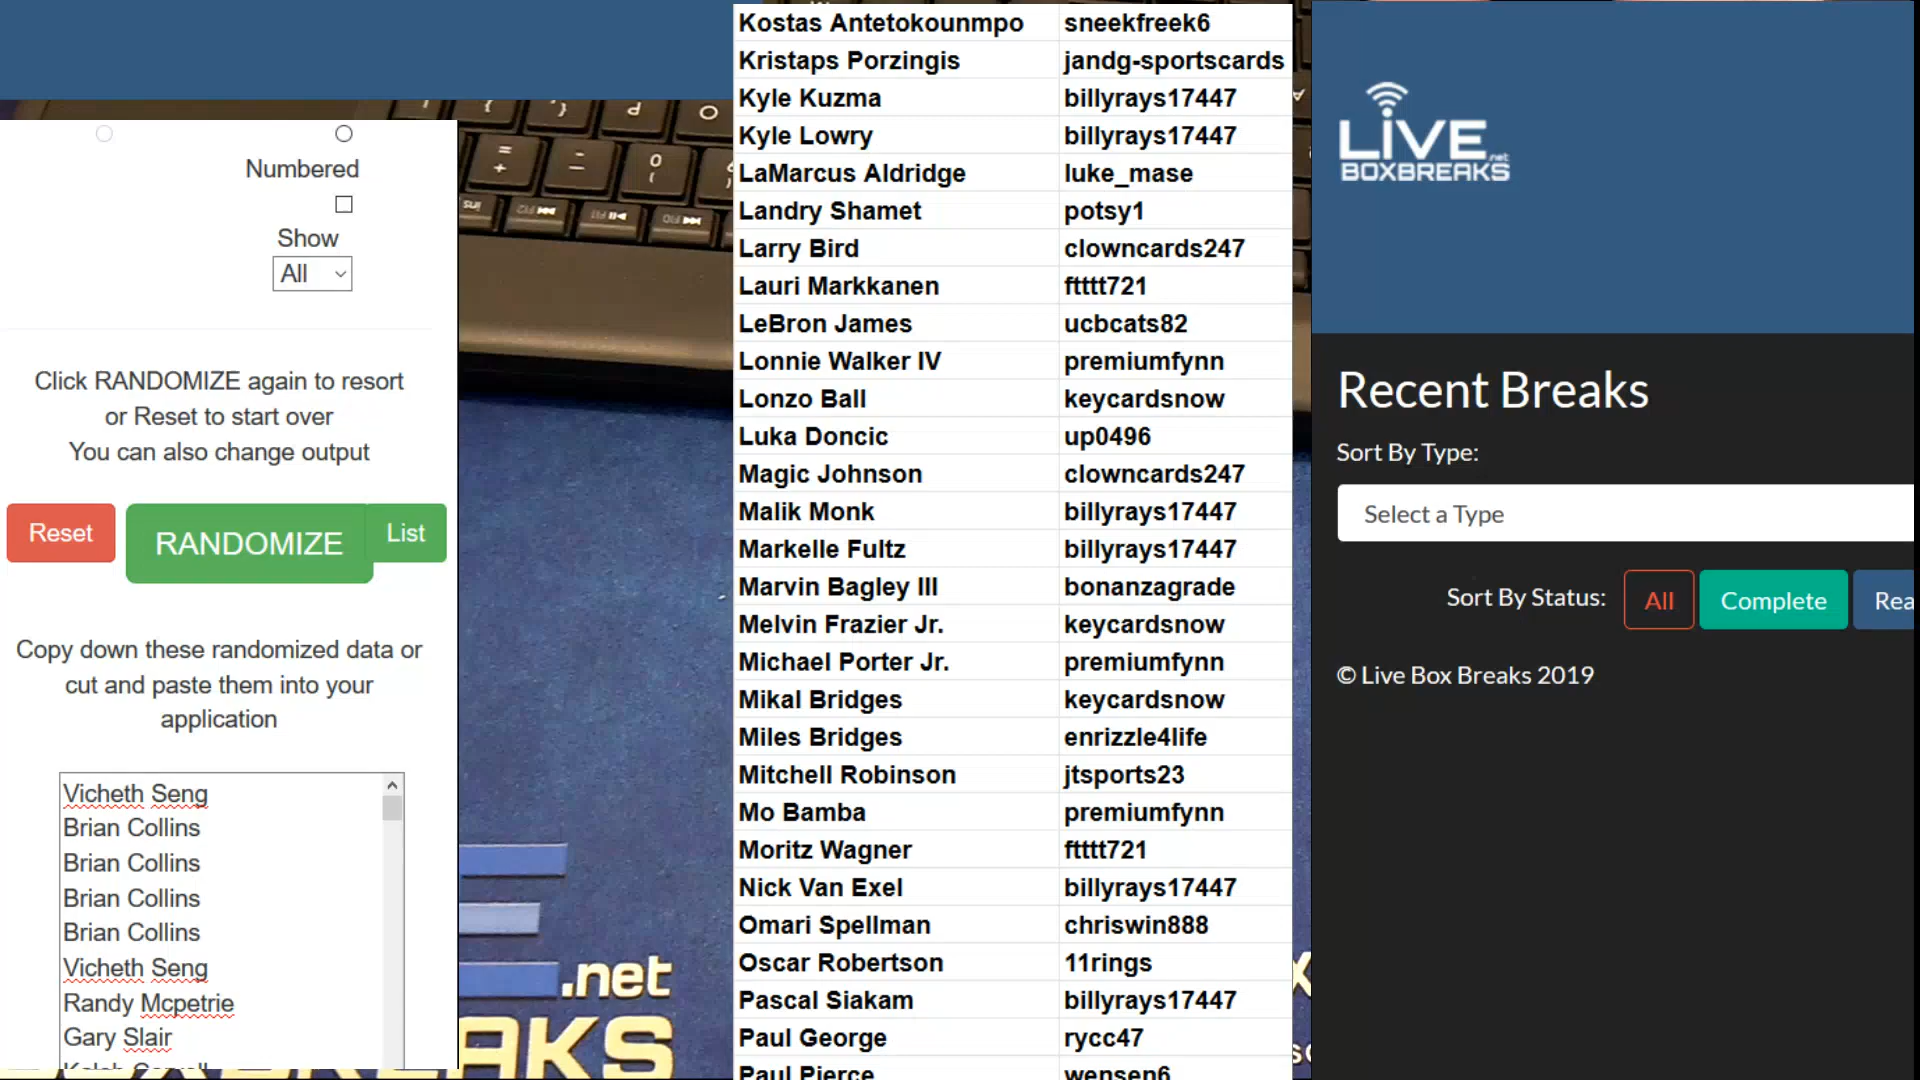 Numbered
Show
All
Click RANDOMIZE again to resort
or Reset to start over
You can also change output
Reset
RANDOMIZE
List
Copy down these randomized data or
cut and paste them into your
application
Vicheth Seng
Brian Collins
Brian Collins
Brian Collins
Brian Collins
Vicheth Seng
Randy Mcpetrie
Gary Slair
.net
Kostas Antetokounmpo sneekfreek6
Kristaps Porzingis jandg-sportscards
Kyle Kuzma billyrays17447
Kyle Lowry billyrays17447
LaMarcus Aldridge luke_mase
Landry Shamet potsy1
Larry Bird clowncards247
Lauri Markkanen ftttt721
LeBron James ucbcats82
Lonnie Walker IV premiumfynn
Lonzo Ball keycardsnow
Luka Doncic up0496
Magic Johnson clowncards247
Malik Monk billyrays17447
Markelle Fultz billyrays17447
Marvin Bagley III bonanzagrade
Melvin Frazier Jr. keycardsnow
Michael Porter Jr. premiumfynn
Mikal Bridges keycardsnow
Miles Bridges enrizzle4life
Mitchell Robinson jtsports23
Mo Bamba premiumfynn
Moritz Wagner ftttt721
Nick Van Exel billyrays17447
Omari Spellman chriswin888
Oscar Robertson 11rings
Pascal Siakam billyrays17447
Paul George rycc47
Paul Pierce wensen6
LIVE
.net
BOXBREAKS
Recent Breaks
Sort By Type:
Select a Type
Sort By Status:
All
Complete
Rea
© Live Box Breaks 2019